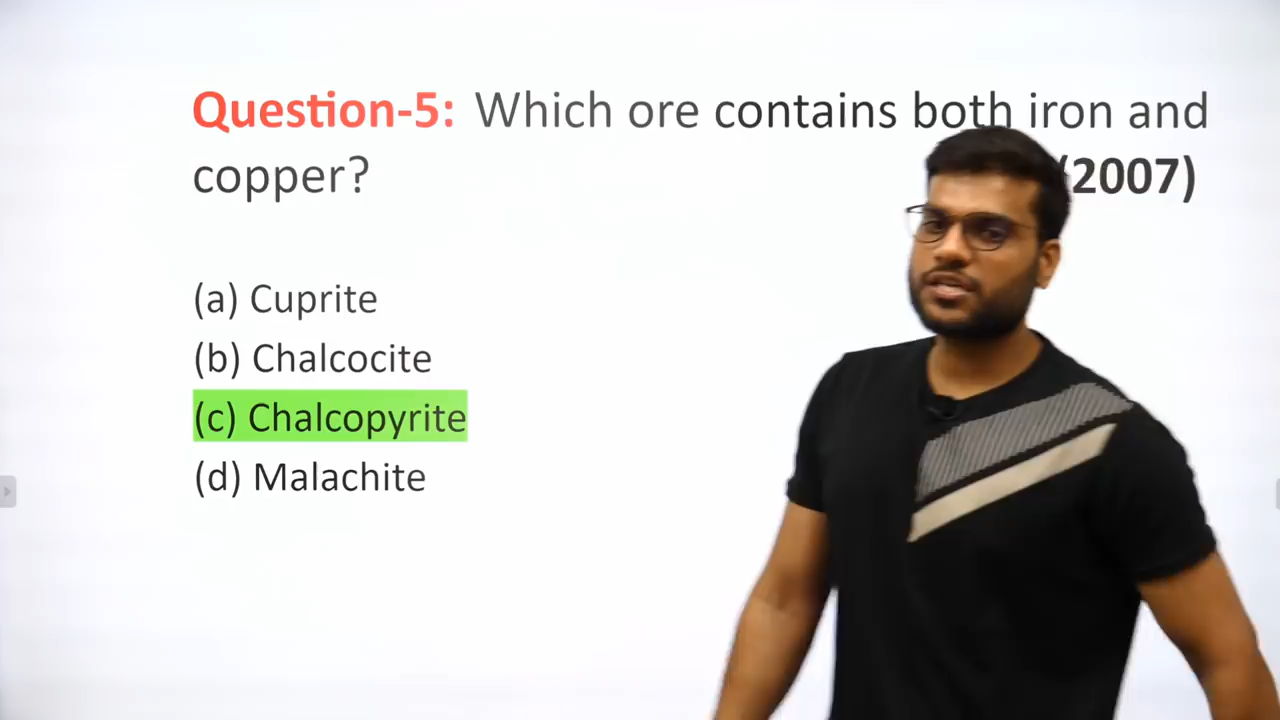 Question-5: Which ore contains both iron and
copper? (2007)
(a) Cuprite
(b) Chalcocite
(c) Chalcopyrite
(d) Malachite